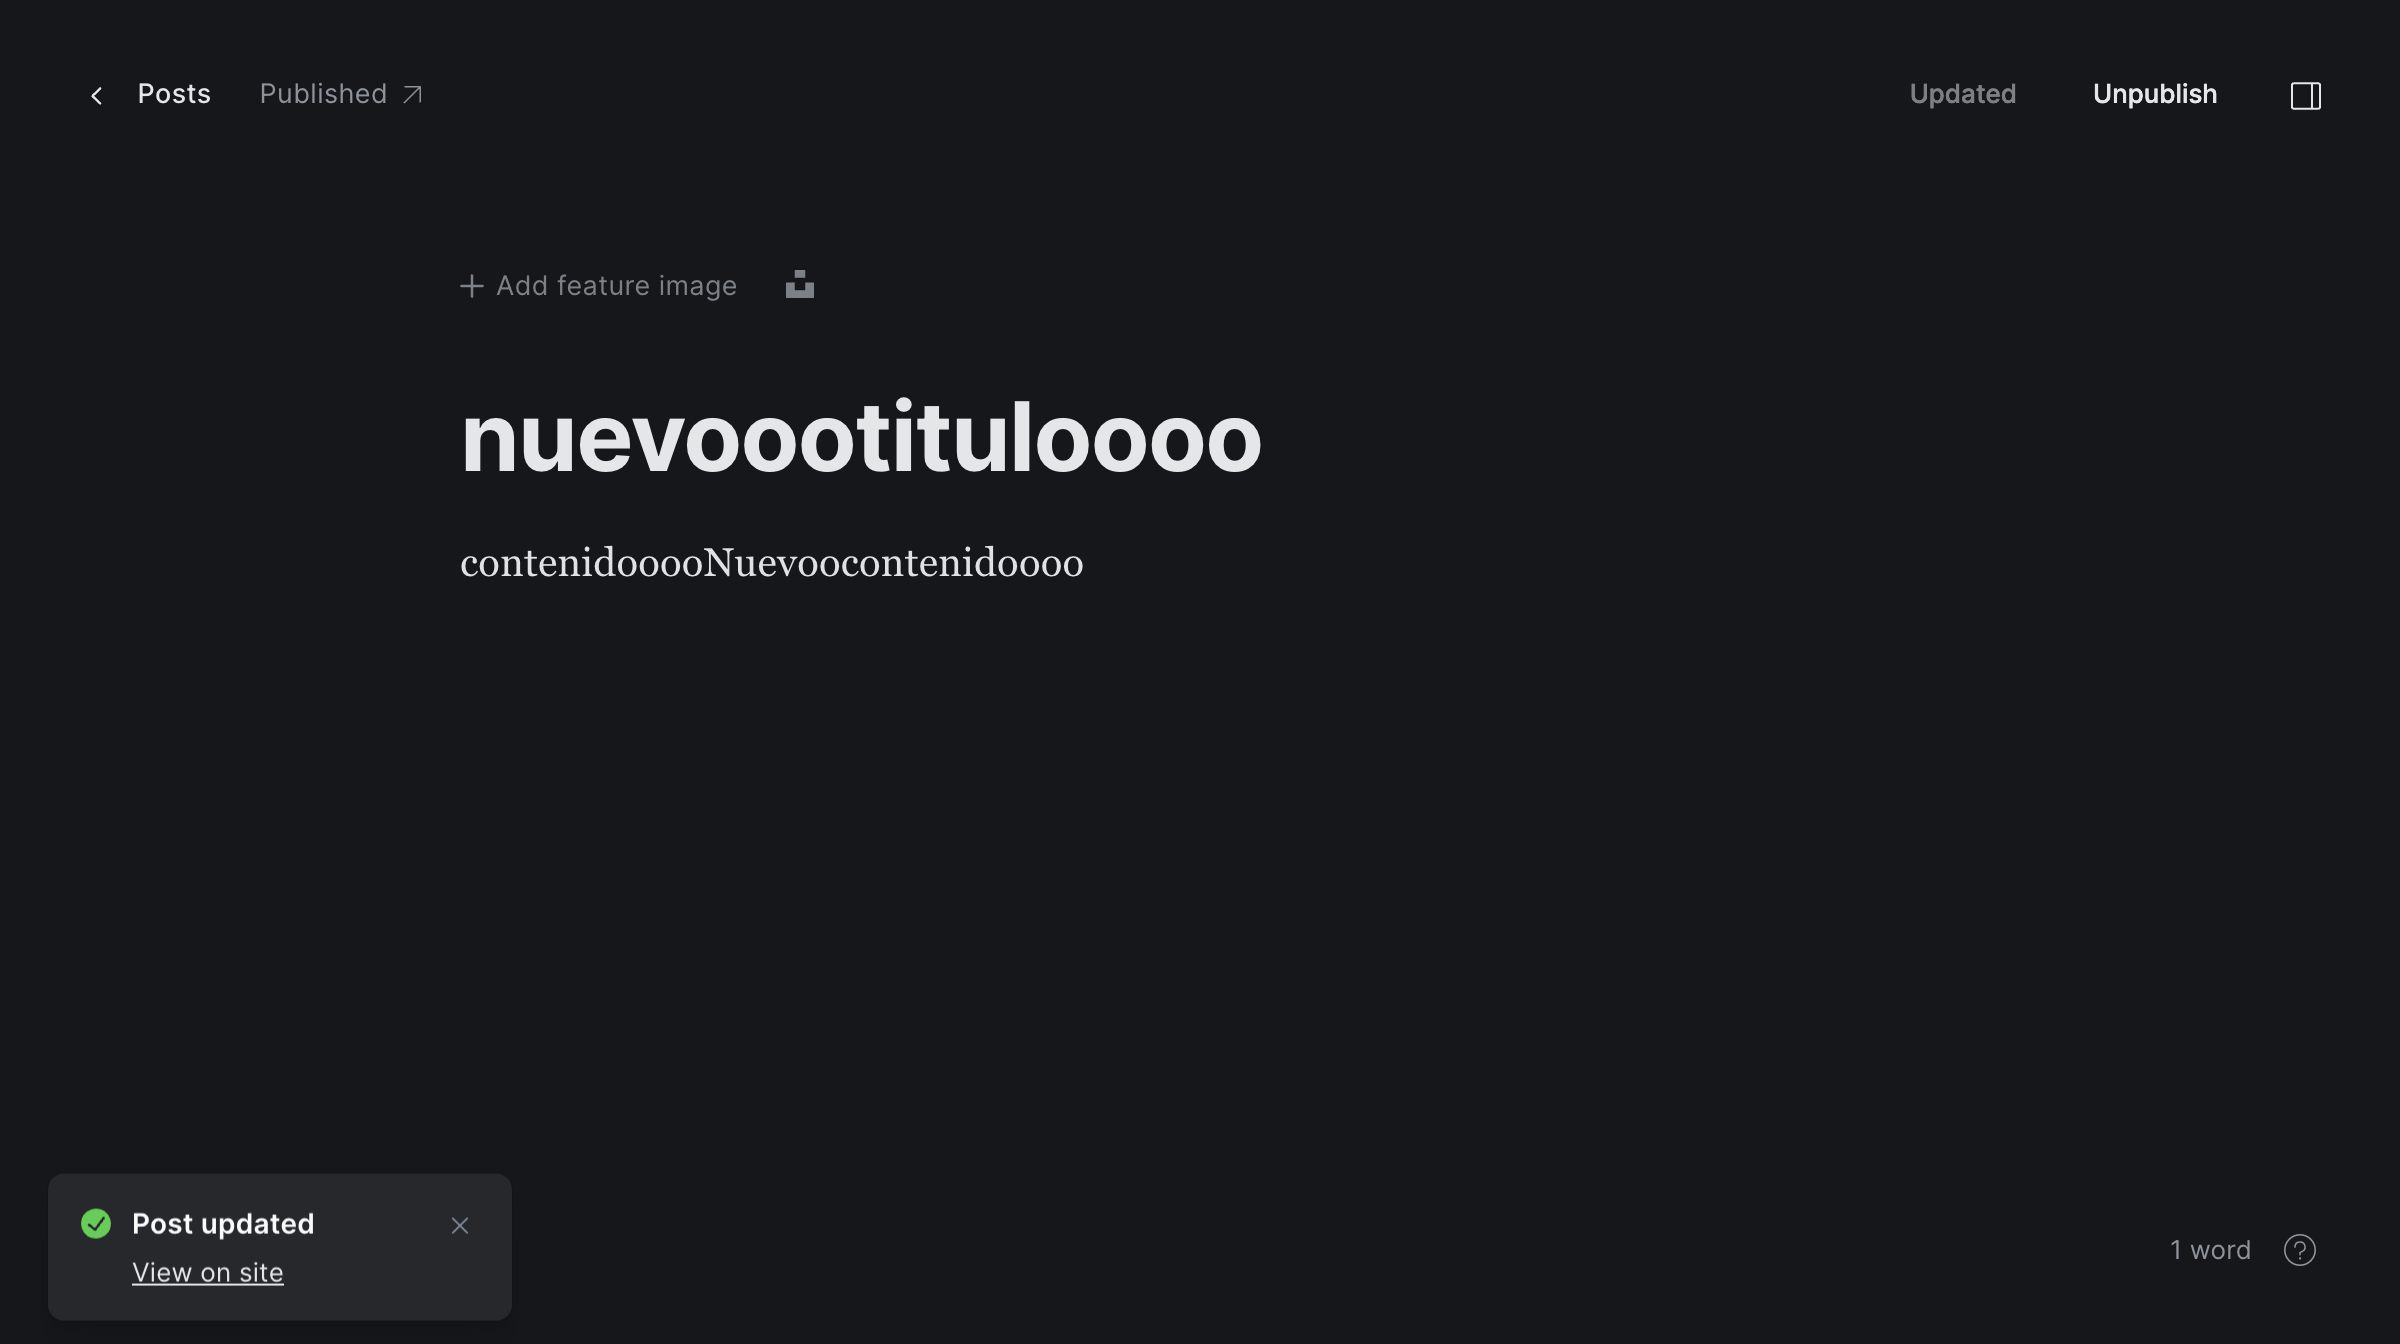 Posts Published Updated Unpublish
Add feature image
nuevoootituloooo
contenidooooNuevoocontenidoooo
Post updated
View on site
1 word